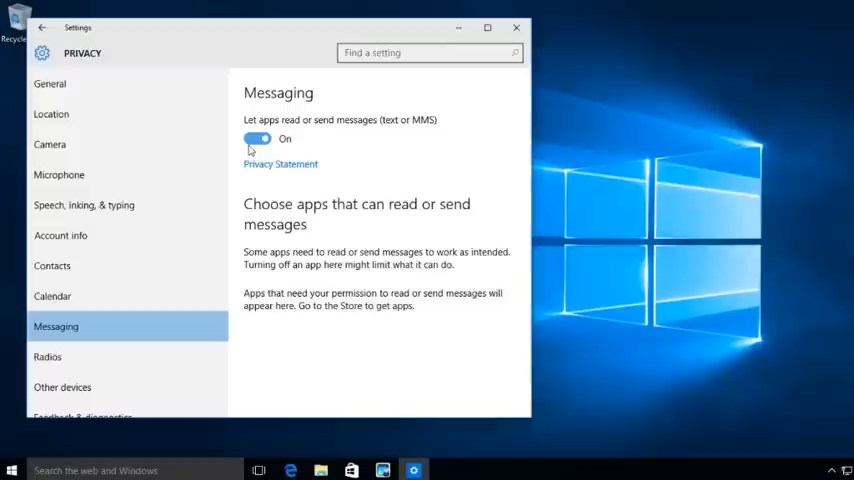 Recycle
Settings
PRIVACY
Find a setting
General
Location
Camera
Microphone
Speech, inking, & typing
Account info
Contacts
Calendar
Messaging
Radios
Other devices
Feedback & diagnostics
Messaging
Let apps read or send messages (text or MMS)
On
Privacy Statement
Choose apps that can read or send
messages
Some apps need to read or send messages to work as intended.
Turning off an app here might limit what it can do.
Apps that need your permission to read or send messages will
appear here. Go to the Store to get apps.
Search the web and Windows